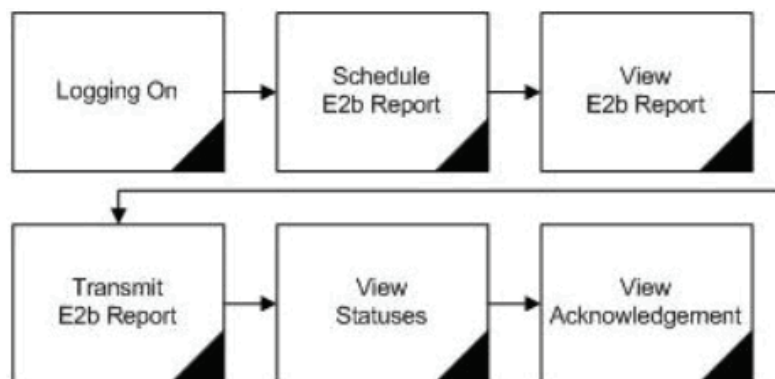 Logging On
Schedule
E2b Report
View
E2b Report
Transmit
E2b Report
View
Statuses
View
Acknowledgement